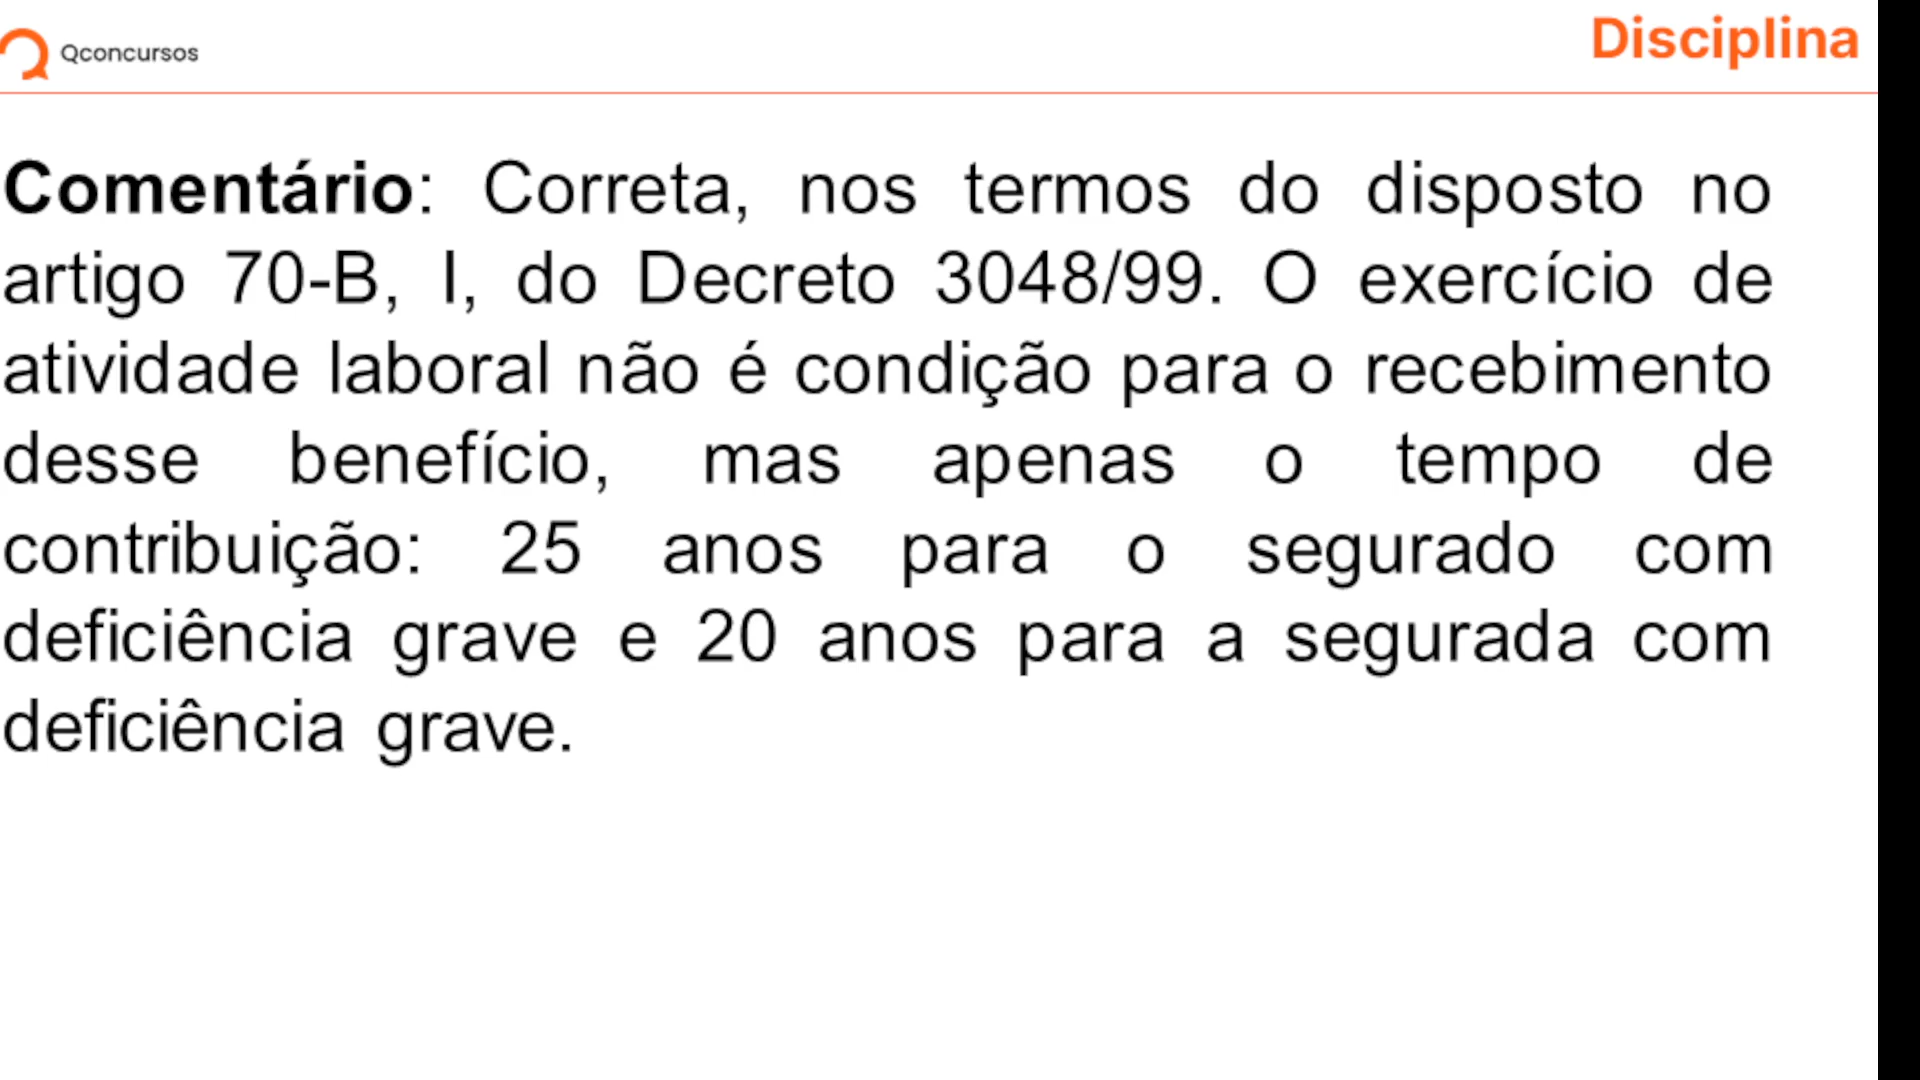 Qconcursos
Disciplina
Comentário: Correta, nos termos do disposto no
artigo 70-B, I, do Decreto 3048/99. O exercício de
atividade laboral não é condição para o recebimento
desse benefício, mas apenas o tempo de
contribuição: 25 anos para o segurado com
deficiência grave e 20 anos para a segurada com
deficiência grave.